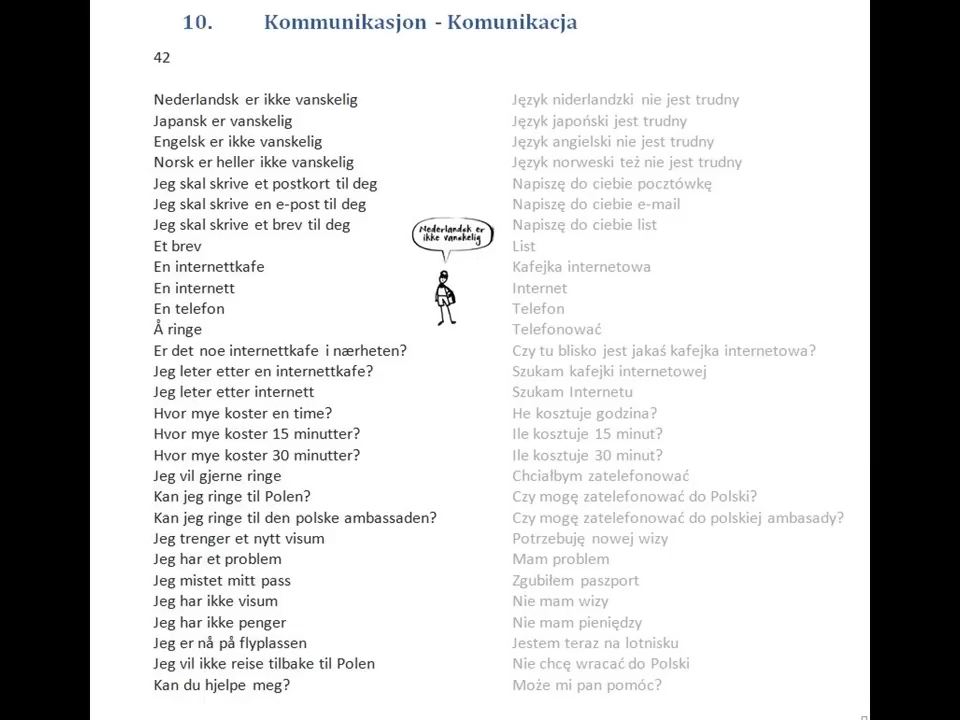 10. Kommunikasjon - Komunikacja
42
Nederlandsk er ikke vanskelig Język niderlandzki nie jest trudny
Japansk er vanskelig Język japoński jest trudny
Engelsk er ikke vanskelig Język angielski nie jest trudny
Norsk er heller ikke vanskelig Język norweski też nie jest trudny
Jeg skal skrive et postkort til deg Napiszę do ciebie pocztówkę
Jeg skal skrive en e-post til deg Napiszę do ciebie e-mail
Jeg skal skrive et brev til deg Napiszę do ciebie list
Nederlandsk er
ikke vanskelig
Et brev List
En internettkafe Kafejka internetowa
En internett Internet
En telefon Telefon
Å ringe Telefonować
Er det noe internettkafe i nærheten? Czy tu blisko jest jakaś kafejka internetowa?
Jeg leter etter en internettkafe? Szukam kafejki internetowej
Jeg leter etter internett Szukam Internetu
Hvor mye koster en time? He kosztuje godzina?
Hvor mye koster 15 minutter? Ile kosztuje 15 minut?
Hvor mye koster 30 minutter? Ile kosztuje 30 minut?
Jeg vil gjerne ringe Chciałbym zatelefonować
Kan jeg ringe til Polen? Czy mogę zatelefonować do Polski?
Kan jeg ringe til den polske ambassaden? Czy mogę zatelefonować do polskiej ambasady?
Jeg trenger et nytt visum Potrzebuję nowej wizy
Jeg har et problem Mam problem
Jeg mistet mitt pass Zgubiłem paszport
Jeg har ikke visum Nie mam wizy
Jeg har ikke penger Nie mam pieniędzy
Jeg er nå på flyplassen Jestem teraz na lotnisku
Jeg vil ikke reise tilbake til Polen Nie chcę wracać do Polski
Kan du hjelpe meg? Może mi pan pomóc?